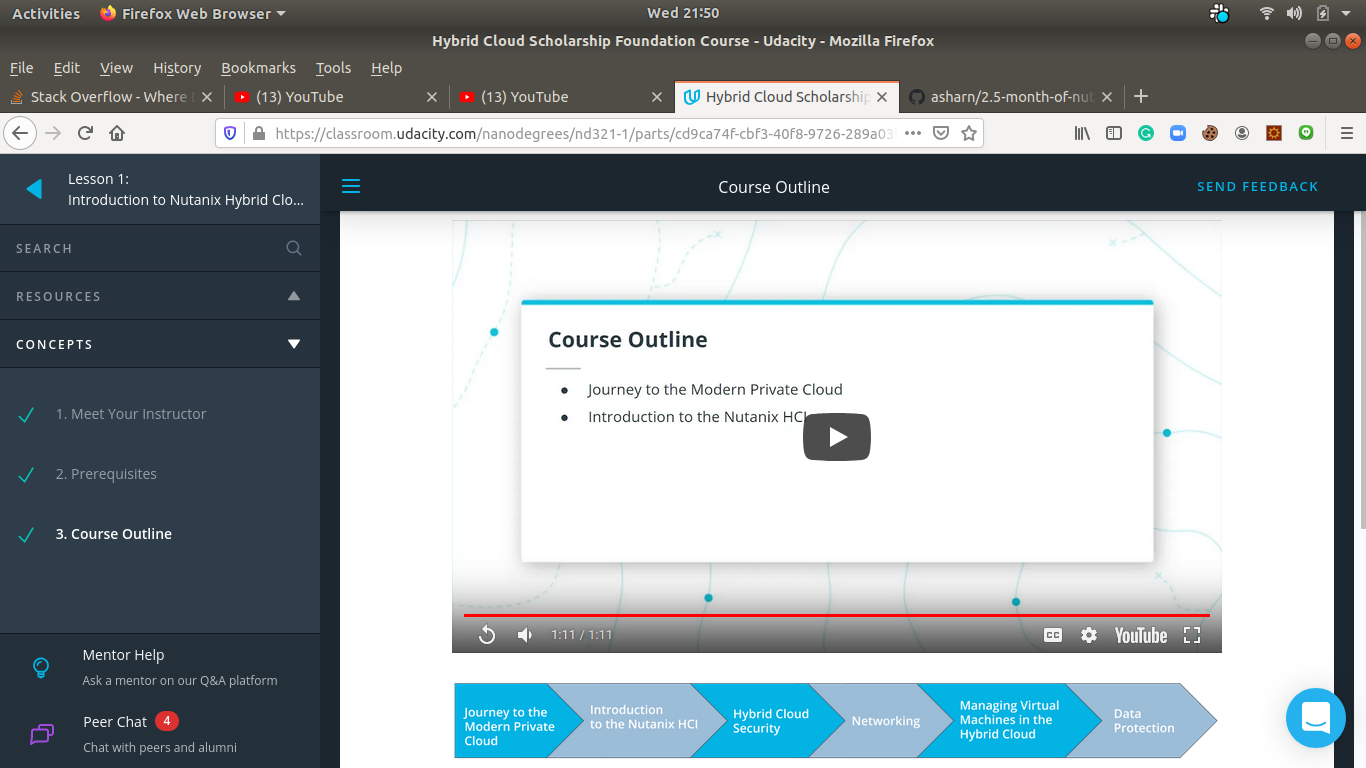 Activities
Firefox Web Browser
Wed 21:50
Hybrid Cloud Scholarship Foundation Course - Udacity - Mozilla Firefox
File Edit View History Bookmarks Tools Help
Stack Overflow - Where
(13) YouTube
(13) YouTube
Hybrid Cloud Scholarship
asharn/2.5-month-of-nut
https://classroom.udacity.com/nanodegrees/nd321-1/parts/cd9ca74f-cbf3-40f8-9726-289a03
Lesson 1:
Introduction to Nutanix Hybrid Clo...
SEARCH
RESOURCES
CONCEPTS
1. Meet Your Instructor
2. Prerequisites
3. Course Outline
Mentor Help
Ask a mentor on our Q&A platform
Peer Chat 4
Chat with peers and alumni
Course Outline
SEND FEEDBACK
Course Outline
● Journey to the Modern Private Cloud
● Introduction to the Nutanix HCI
1:11 / 1:11
CC
YouTube
Journey to the
Modern Private
Cloud
Introduction
to the Nutanix HCI
Hybrid Cloud
Security
Networking
Managing Virtual
Machines in the
Hybrid Cloud
Data
Protection